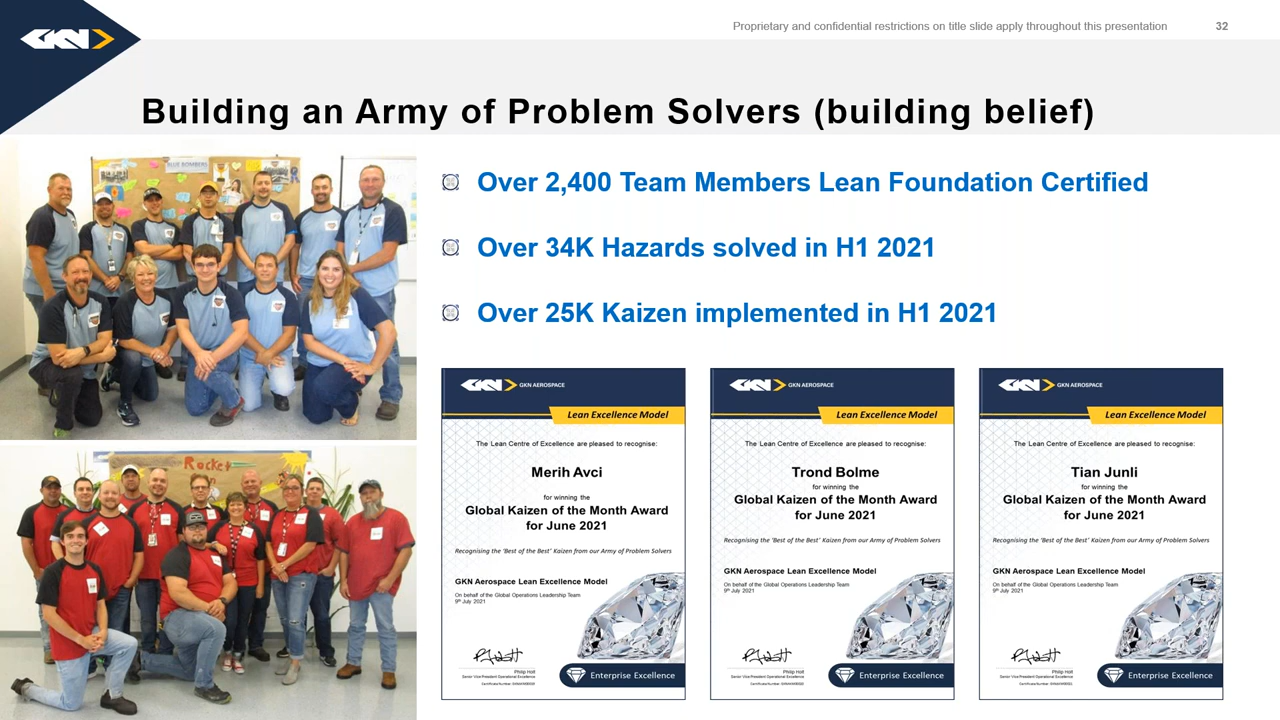 Proprietary and confidential restrictions on title slide apply throughout this presentation 32
GKN
Building an Army of Problem Solvers (building belief)
BLUE BOMBERS
Over 2,400 Team Members Lean Foundation Certified
Over 34K Hazards solved in H1 2021
Over 25K Kaizen implemented in H1 2021
Rocket
GKN AEROSPACE
Lean Excellence Model
The Lean Centre of Excellence are pleased to recognise:
Merih Avci
for winning the
Global Kaizen of the Month Award
for June 2021
Recognising the 'Best of the Best' Kaizen from our Army of Problem Solvers
GKN Aerospace Lean Excellence Model
On behalf of the Global Operations Leadership Team
9th July 2021
Philip Holt
Senior Vice President Operational Excellence
Enterprise Excellence
GKN AEROSPACE
Lean Excellence Model
The Lean Centre of Excellence are pleased to recognise:
Trond Bolme
for winning the
Global Kaizen of the Month Award
for June 2021
Recognising the 'Best of the Best' Kaizen from our Army of Problem Solvers
GKN Aerospace Lean Excellence Model
On behalf of the Global Operations Leadership Team
9th July 2021
Philip Holt
Senior Vice President Operational Excellence
Enterprise Excellence
GKN AEROSPACE
Lean Excellence Model
The Lean Centre of Excellence are pleased to recognise:
Tian Junli
for winning the
Global Kaizen of the Month Award
for June 2021
Recognising the 'Best of the Best' Kaizen from our Army of Problem Solvers
GKN Aerospace Lean Excellence Model
On behalf of the Global Operations Leadership Team
9th July 2021
Philip Holt
Senior Vice President Operational Excellence
Enterprise Excellence